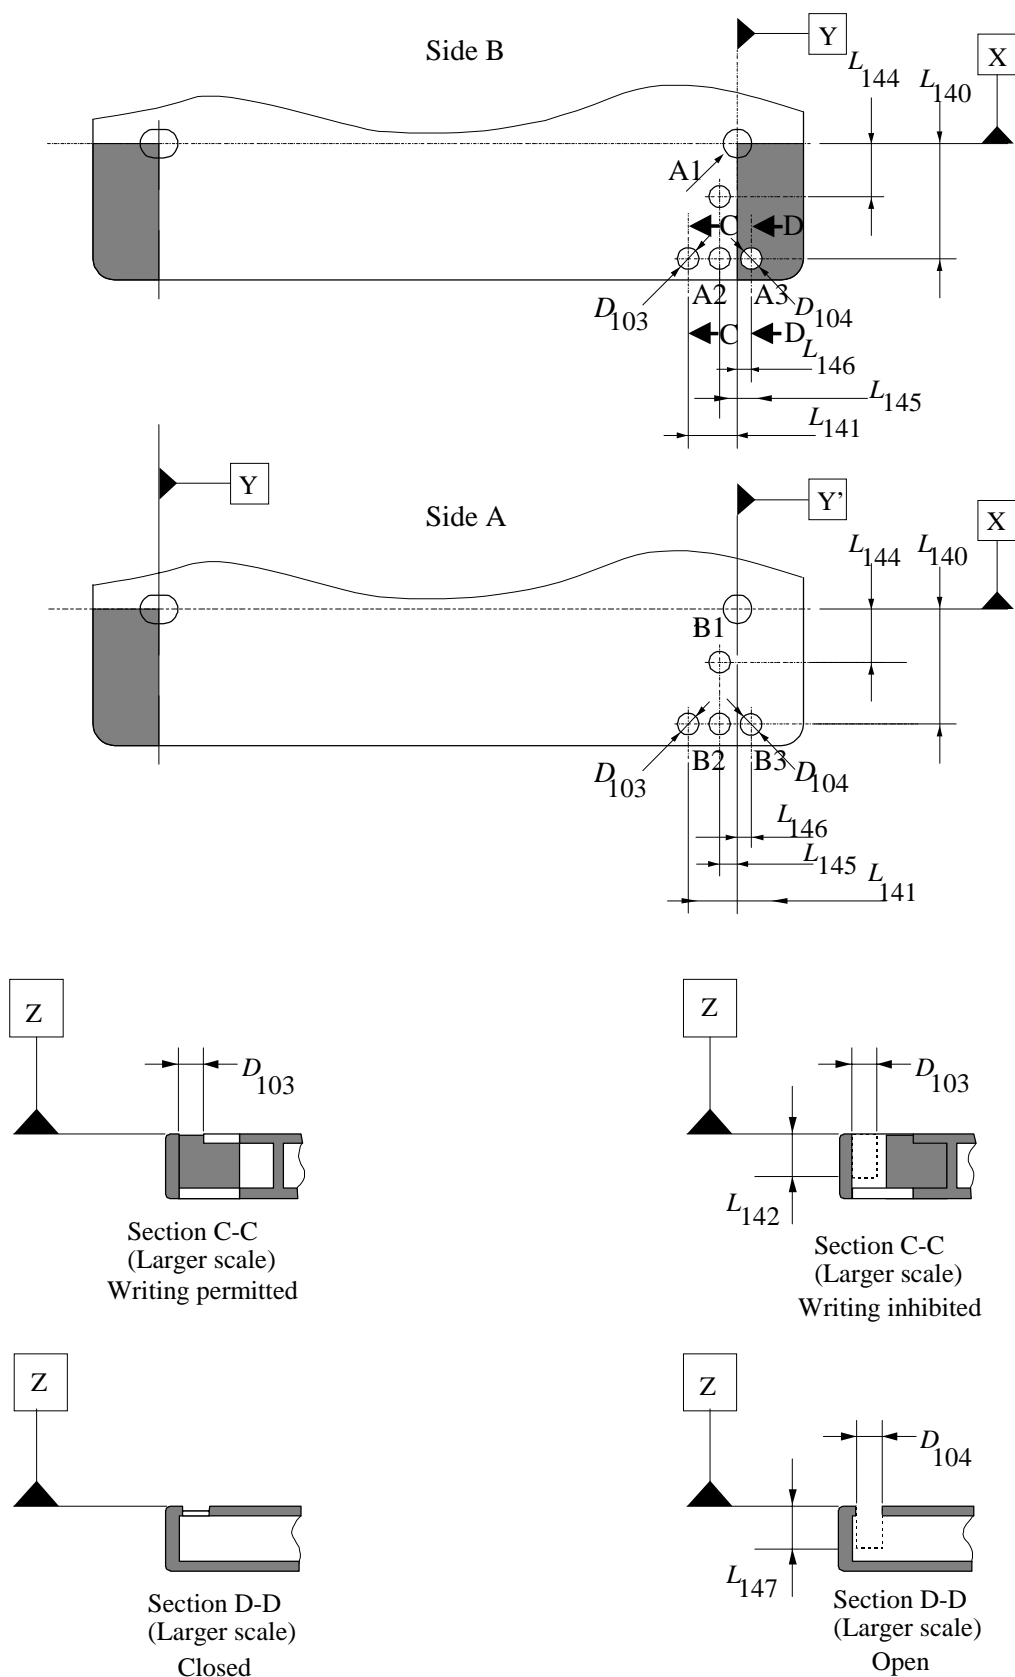 Side B
Y
X
L144
L140
A1
C
D
D103
A2
A3
D104
C
D
L146
L145
L141
Y
Side A
Y’
X
L144
L140
B1
D103
B2
B3
D104
L146
L145
L141
Z
D103
Section C-C
(Larger scale)
Writing permitted
Z
D103
L142
Section C-C
(Larger scale)
Writing inhibited
Z
Section D-D
(Larger scale)
Closed
Z
D104
L147
Section D-D
(Larger scale)
Open